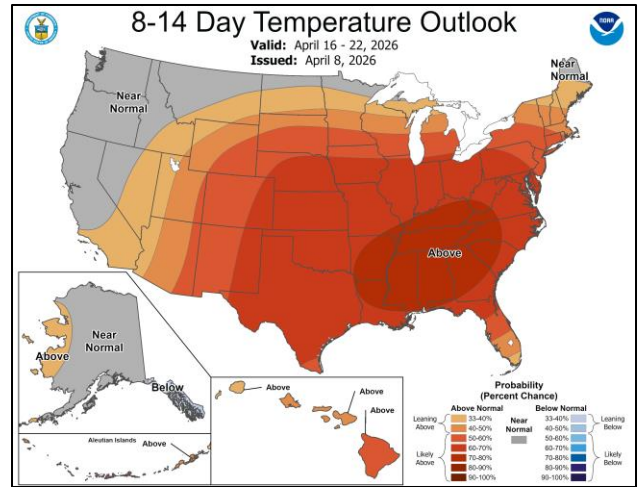 8-14 Day Temperature Outlook
Valid: April 16 - 22, 2026
Issued: April 8, 2026
NOAA
Near
Normal
Near
Normal
Above
Above
Near
Normal
Below
Aleutian Islands
Above
Above
Above
Above
Probability
(Percent Chance)
Above Normal
Near
Normal
Below Normal
Leaning
Above
33-40%
40-50%
Likely
Above
50-60%
60-70%
70-80%
80-90%
90-100%
33-40%
40-50%
Leaning
Below
50-60%
60-70%
70-80%
80-90%
90-100%
Likely
Below